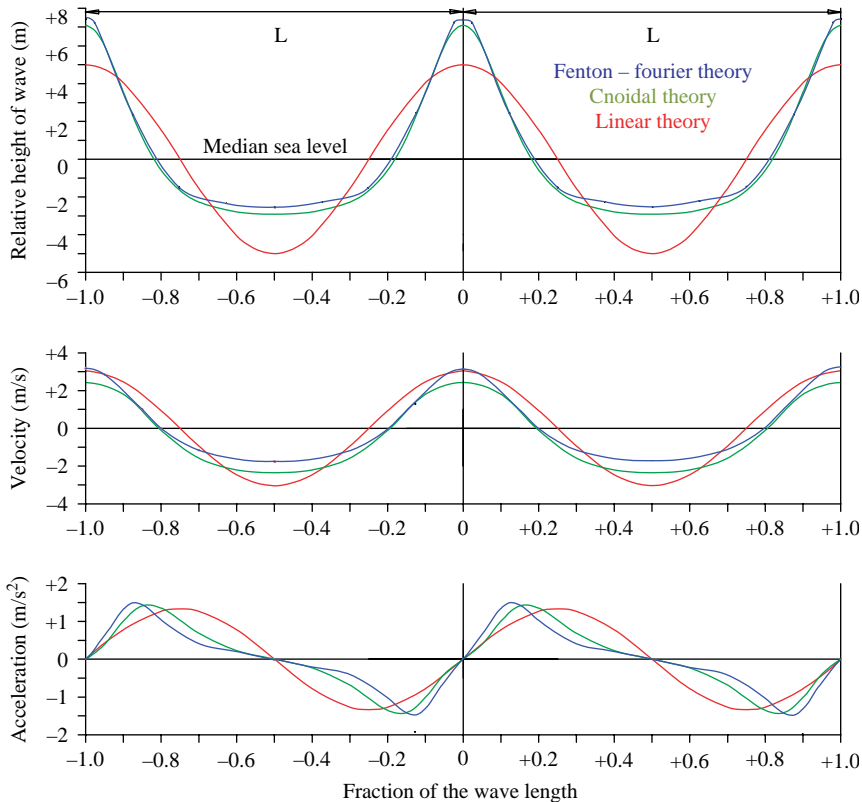 Relative height of wave (m)
+8
+6
+4
+2
0
−2
−4
−6
L
L
Fenton – fourier theory
Cnoidal theory
Linear theory
Median sea level
−1.0 −0.8 −0.6 −0.4 −0.2 0 +0.2 +0.4 +0.6 +0.8 +1.0
Velocity (m/s)
+4
+2
0
−2
−4
−1.0 −0.8 −0.6 −0.4 −0.2 0 +0.2 +0.4 +0.6 +0.8 +1.0
Acceleration (m/s²)
+2
+1
0
−1
−2
−1.0 −0.8 −0.6 −0.4 −0.2 0 +0.2 +0.4 +0.6 +0.8 +1.0
Fraction of the wave length